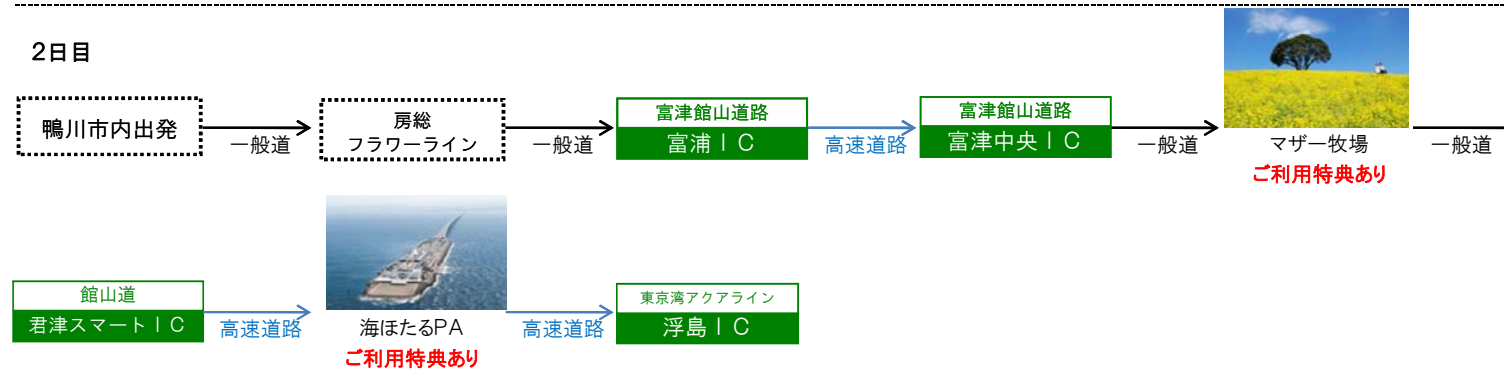 2日目
鴨川市内出発
一般道
房総
フラワーライン
一般道
富津館山道路
富浦IC
高速道路
富津館山道路
富津中央IC
一般道
マザー牧場
ご利用特典あり
一般道
館山道
君津スマートIC
高速道路
海ほたるPA
ご利用特典あり
高速道路
東京湾アクアライン
浮島IC